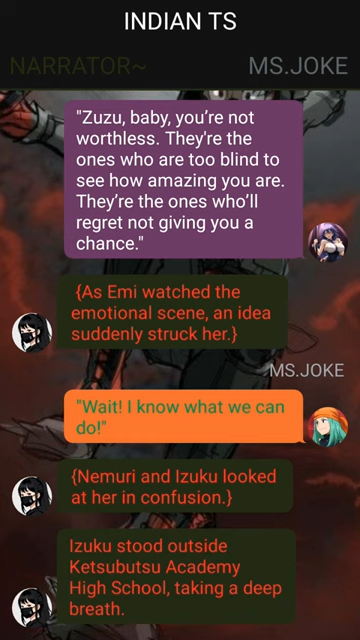 INDIAN TS
NARRATOR~
MS.JOKE
"Zuzu, baby, you’re not
worthless. They're the
ones who are too blind to
see how amazing you are.
They’re the ones who’ll
regret not giving you a
chance."
{As Emi watched the
emotional scene, an idea
suddenly struck her.}
MS.JOKE
"Wait! I know what we can
do!"
{Nemuri and Izuku looked
at her in confusion.}
Izuku stood outside
Ketsubutsu Academy
High School, taking a deep
breath.